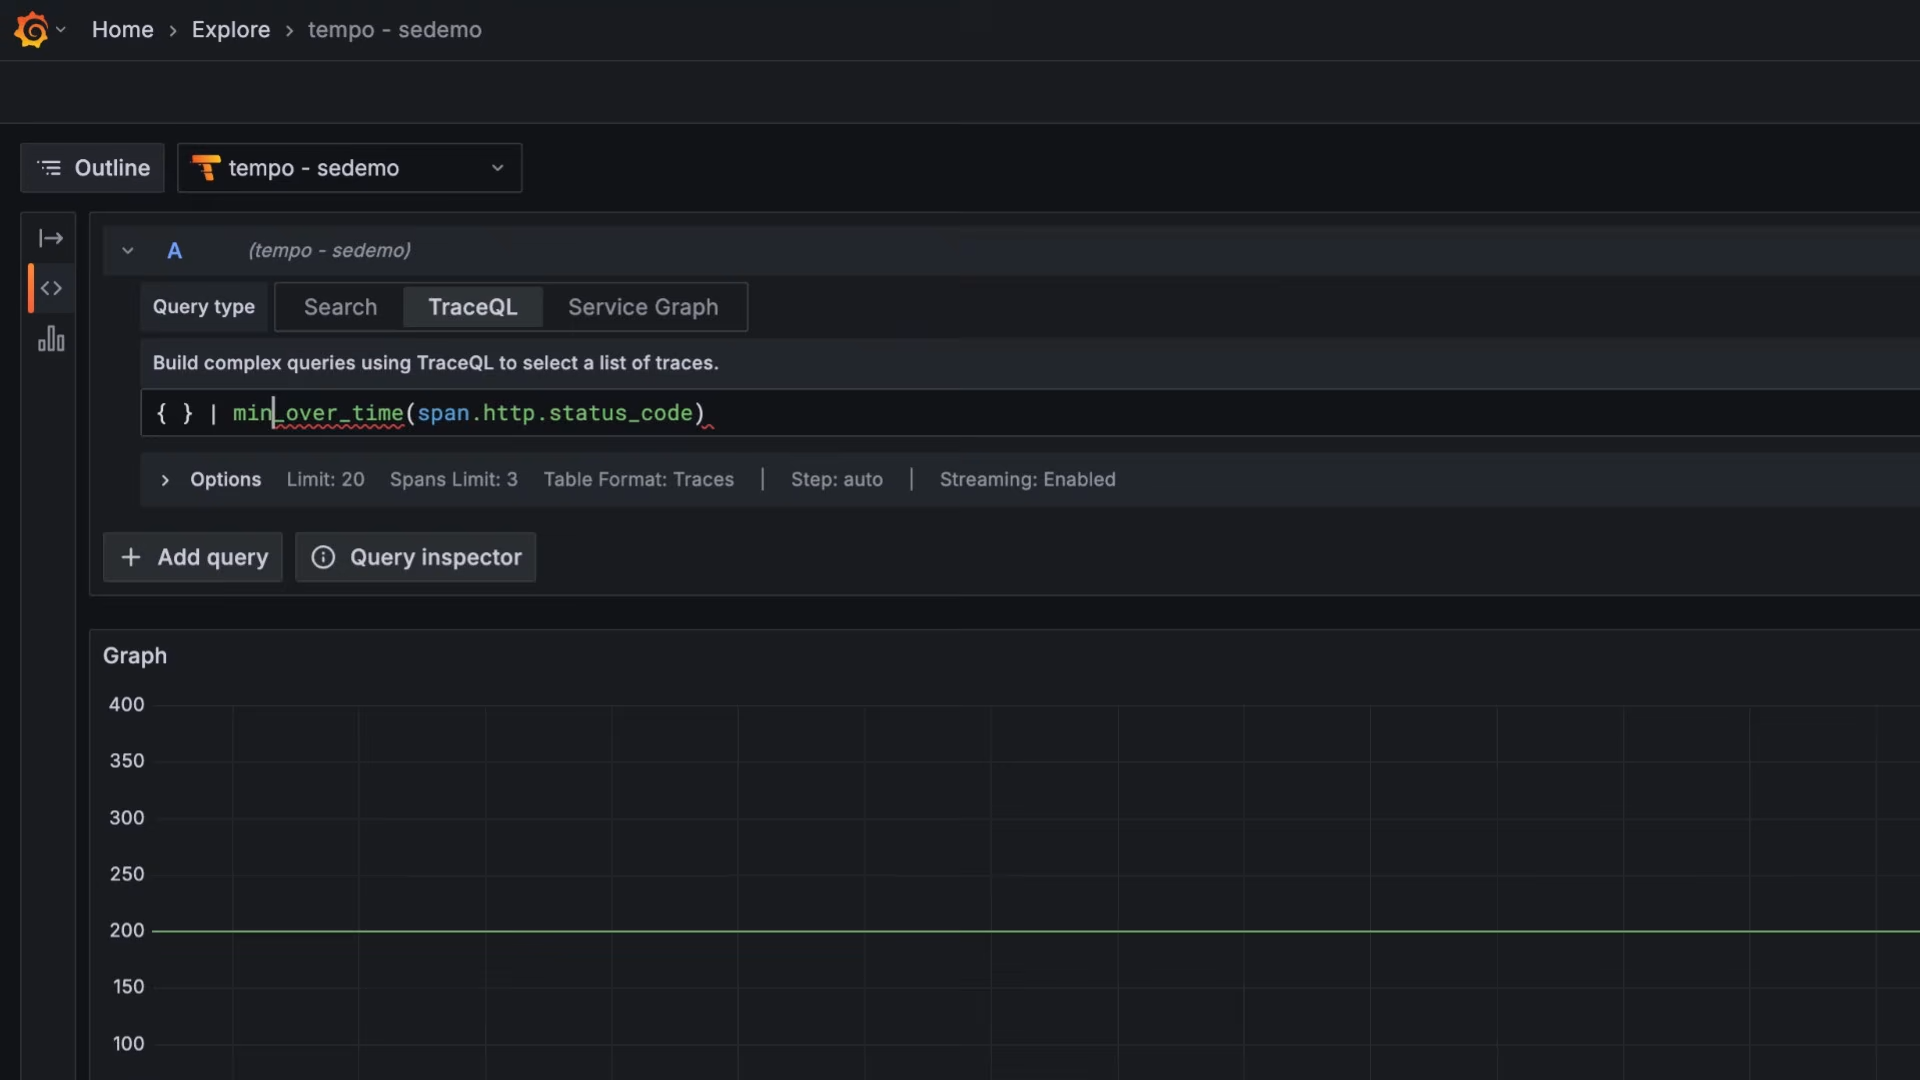 Home › Explore › tempo - sedemo
Outline
tempo - sedemo
A (tempo - sedemo)
Query type Search TraceQL Service Graph
Build complex queries using TraceQL to select a list of traces.
{ } | min_over_time(span.http.status_code)
Options Limit: 20 Spans Limit: 3 Table Format: Traces | Step: auto | Streaming: Enabled
+ Add query Query inspector
Graph
400
350
300
250
200
150
100